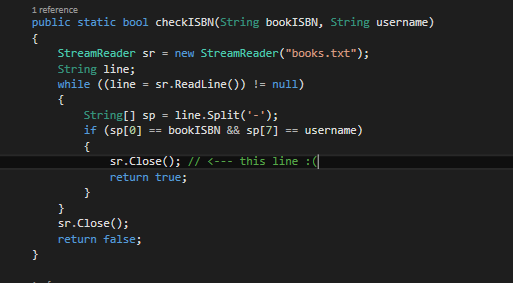 1 reference
public static bool checkISBN(String bookISBN, String username)
{
StreamReader sr = new StreamReader("books.txt");
String line;
while ((line = sr.ReadLine()) != null)
{
String[] sp = line.Split('-');
if (sp[0] == bookISBN && sp[7] == username)
{
sr.Close(); // <--- this line :(
return true;
}
}
sr.Close();
return false;
}